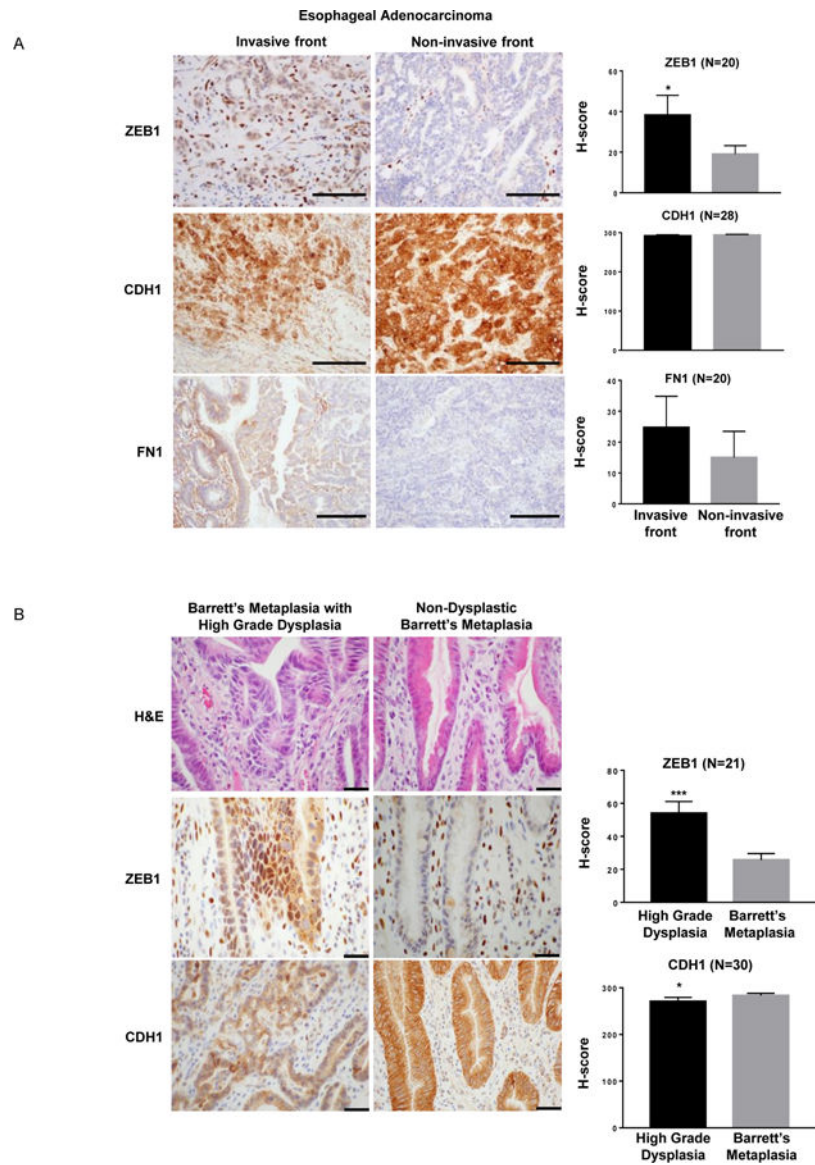 Esophageal Adenocarcinoma
A
Invasive front
Non-invasive front
ZEB1
CDH1
FN1
ZEB1 (N=20)
H-score
60
40
20
0
*
CDH1 (N=28)
H-score
300
200
100
0
FN1 (N=20)
H-score
40
30
20
10
0
Invasive
front
Non-invasive
front
B
Barrett's Metaplasia with
High Grade Dysplasia
Non-Dysplastic
Barrett's Metaplasia
H&E
ZEB1
CDH1
ZEB1 (N=21)
H-score
80
60
40
20
0
***
High Grade
Dysplasia
Barrett's
Metaplasia
CDH1 (N=30)
H-score
300
200
100
0
*
High Grade
Dysplasia
Barrett's
Metaplasia